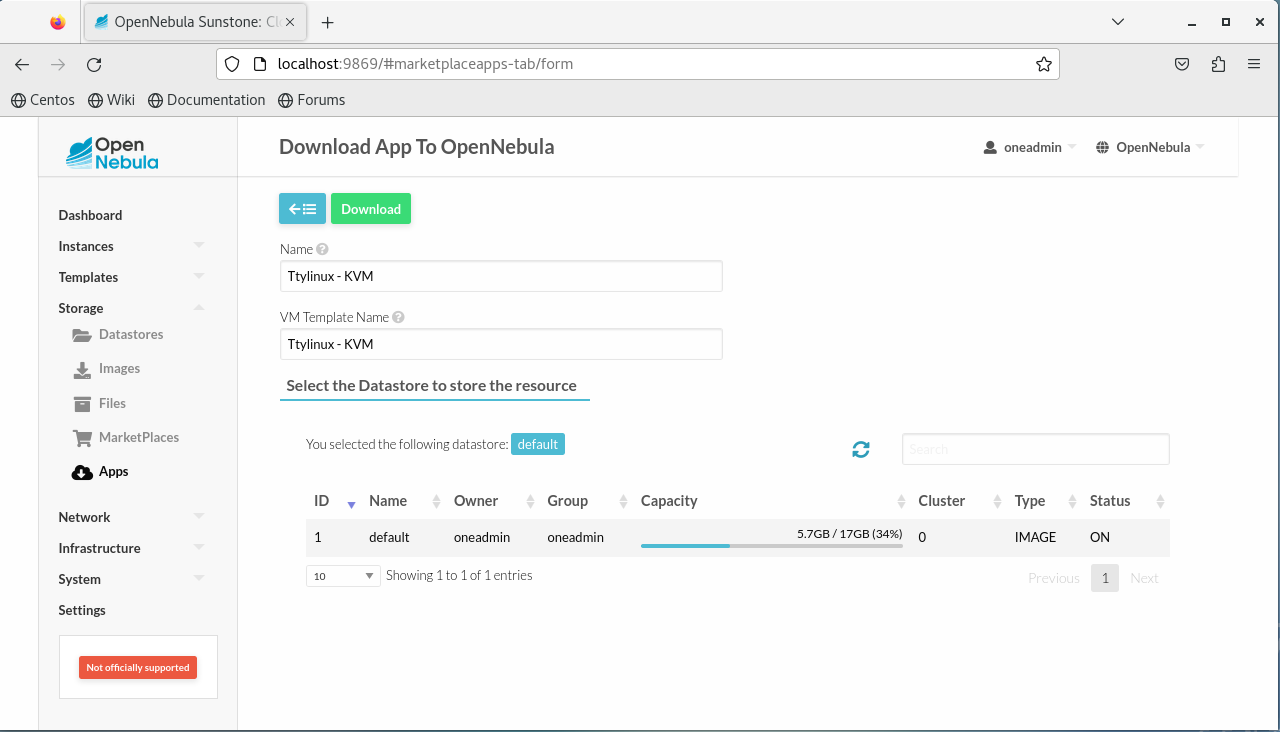 OpenNebula Sunstone: Cl
localhost:9869/#marketplaceapps-tab/form
Centos Wiki Documentation Forums
Open Nebula
Download App To OpenNebula
oneadmin OpenNebula
Dashboard
Instances
Templates
Storage
Datastores
Images
Files
MarketPlaces
Apps
Network
Infrastructure
System
Settings
Not officially supported
Download
Name
Ttylinux - KVM
VM Template Name
Ttylinux - KVM
Select the Datastore to store the resource
You selected the following datastore: default
Search
ID Name Owner Group Capacity Cluster Type Status
1 default oneadmin oneadmin 5.7GB / 17GB (34%) 0 IMAGE ON
10 Showing 1 to 1 of 1 entries
Previous 1 Next